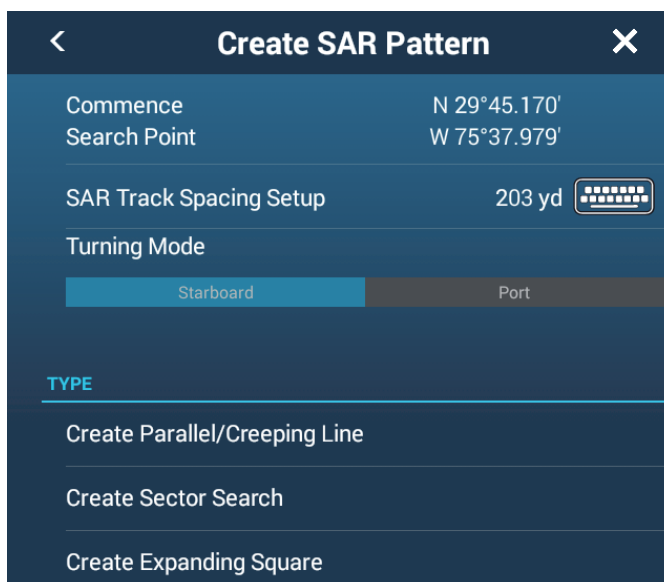 Create SAR Pattern
Commence N 29°45.170'
Search Point W 75°37.979'
SAR Track Spacing Setup 203 yd
Turning Mode
Starboard Port
TYPE
Create Parallel/Creeping Line
Create Sector Search
Create Expanding Square